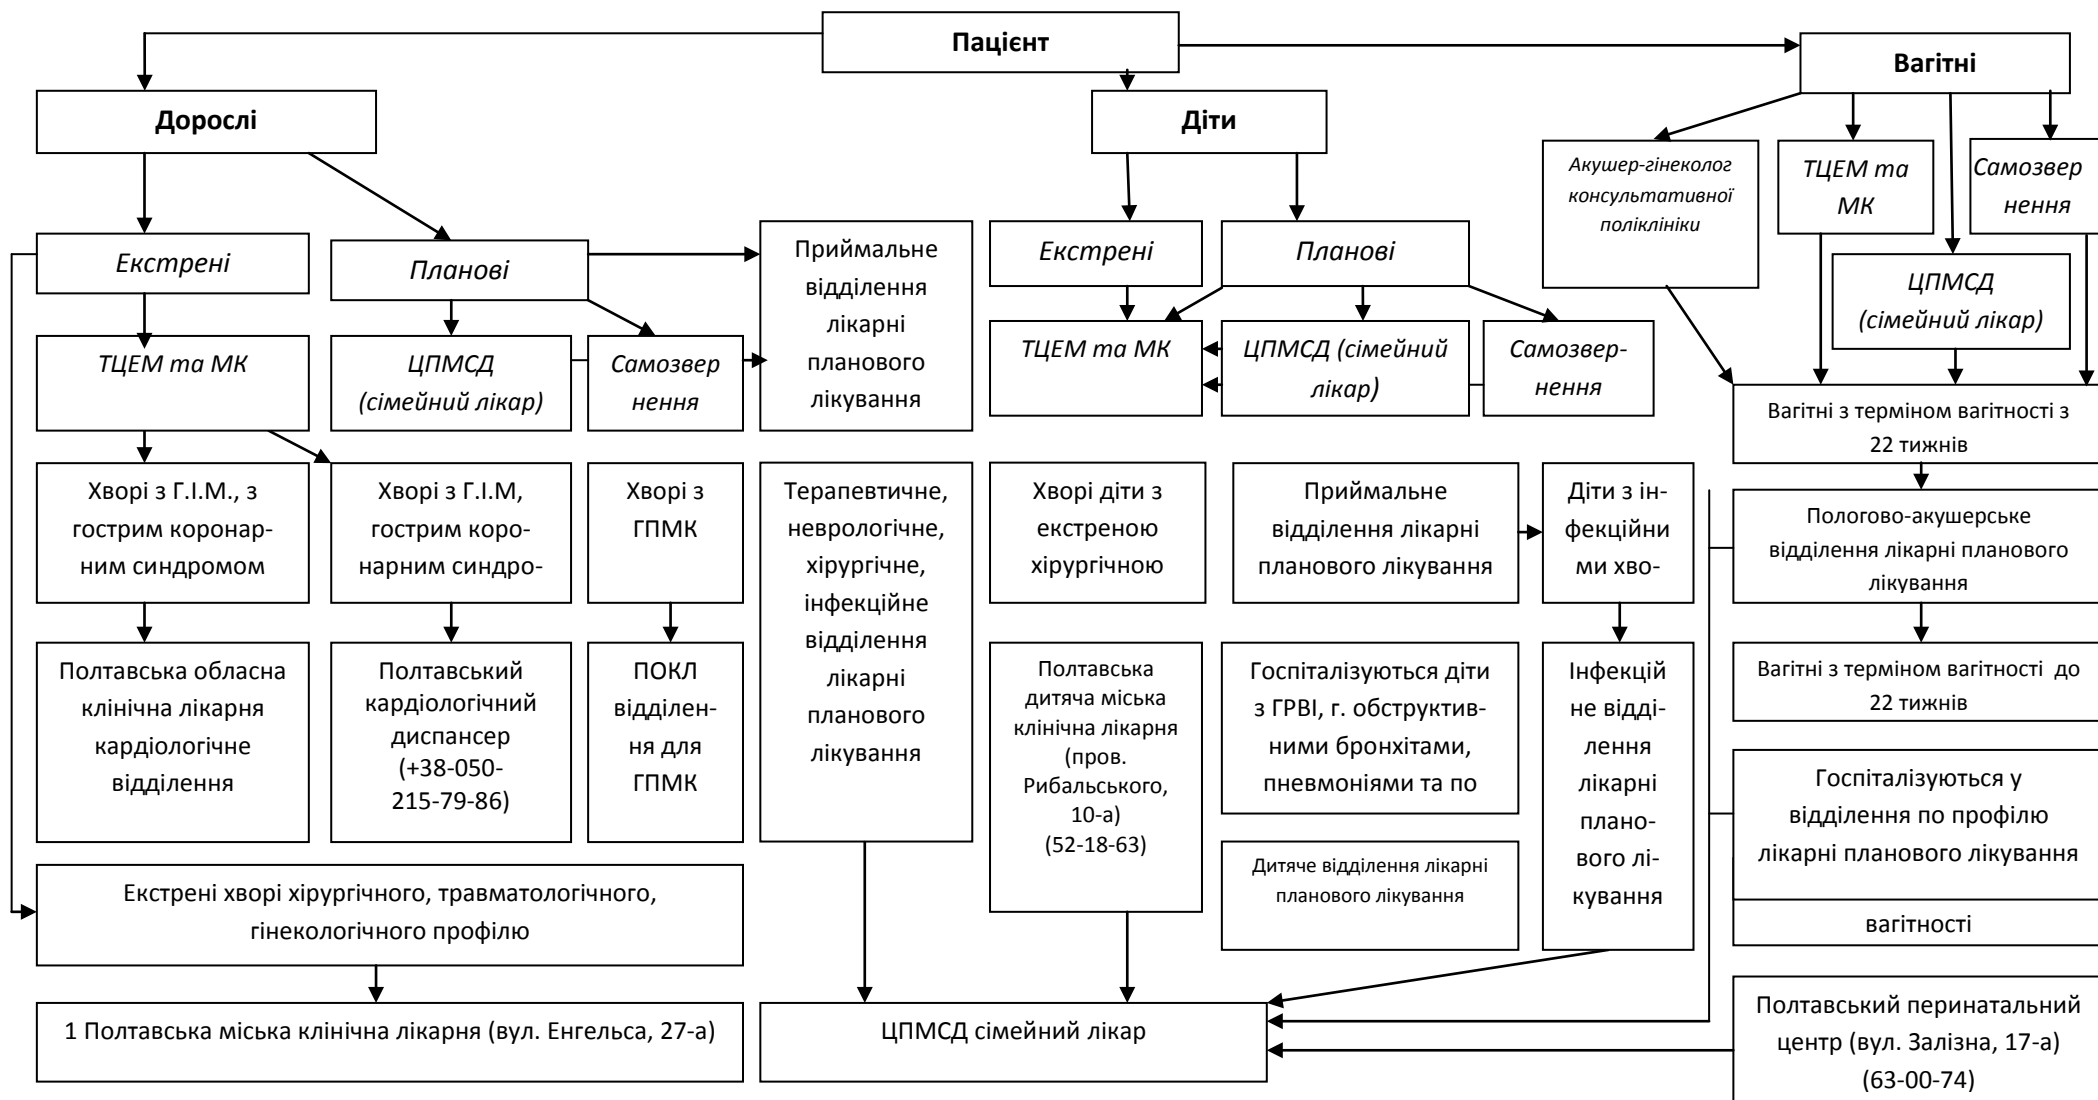 Пацієнт
Вагітні
Дорослі
Діти
Акушер-гінеколог
консультативної
поліклініки
ТЦЕМ та
МК
Самозвер
нення
ЦПМСД
(сімейний лікар)
Екстрені
Планові
Приймальне
відділення
лікарні
планового
лікування
Екстрені
Планові
ТЦЕМ та МК
ЦПМСД
(сімейний лікар)
Самозвер
нення
ТЦЕМ та МК
ЦПМСД (сімейний
лікар)
Самозвер-
нення
Вагітні з терміном вагітності з
22 тижнів
Хворі з Г.І.М., з
гострим коронар-
ним синдромом
Хворі з Г.І.М,
гострим коро-
нарним синдро-
Хворі з
ГПМК
Терапевтичне,
неврологічне,
хірургічне,
інфекційне
відділення
лікарні
планового
лікування
Хворі діти з
екстреною
хірургічною
Приймальне
відділення лікарні
планового лікування
Діти з ін-
фекційни
ми хво-
Пологово-акушерське
відділення лікарні планового
лікування
Полтавська обласна
клінічна лікарня
кардіологічне
відділення
Полтавський
кардіологічний
диспансер
(+38-050-
215-79-86)
ПОКЛ
відділен-
ня для
ГПМК
Полтавська
дитяча міська
клінічна лікарня
(пров.
Рибальського,
10-а)
(52-18-63)
Госпіталізуються діти
з ГРВІ, г. обструктив-
ними бронхітами,
пневмоніями та по
Інфекцій
не відді-
лення
лікарні
плано-
вого лі-
кування
Вагітні з терміном вагітності до
22 тижнів
Госпіталізуються у
відділення по профілю
лікарні планового лікування
вагітності
Дитяче відділення лікарні
планового лікування
Екстрені хворі хірургічного, травматологічного,
гінекологічного профілю
1 Полтавська міська клінічна лікарня (вул. Енгельса, 27-а)
ЦПМСД сімейний лікар
Полтавський перинатальний
центр (вул. Залізна, 17-а)
(63-00-74)